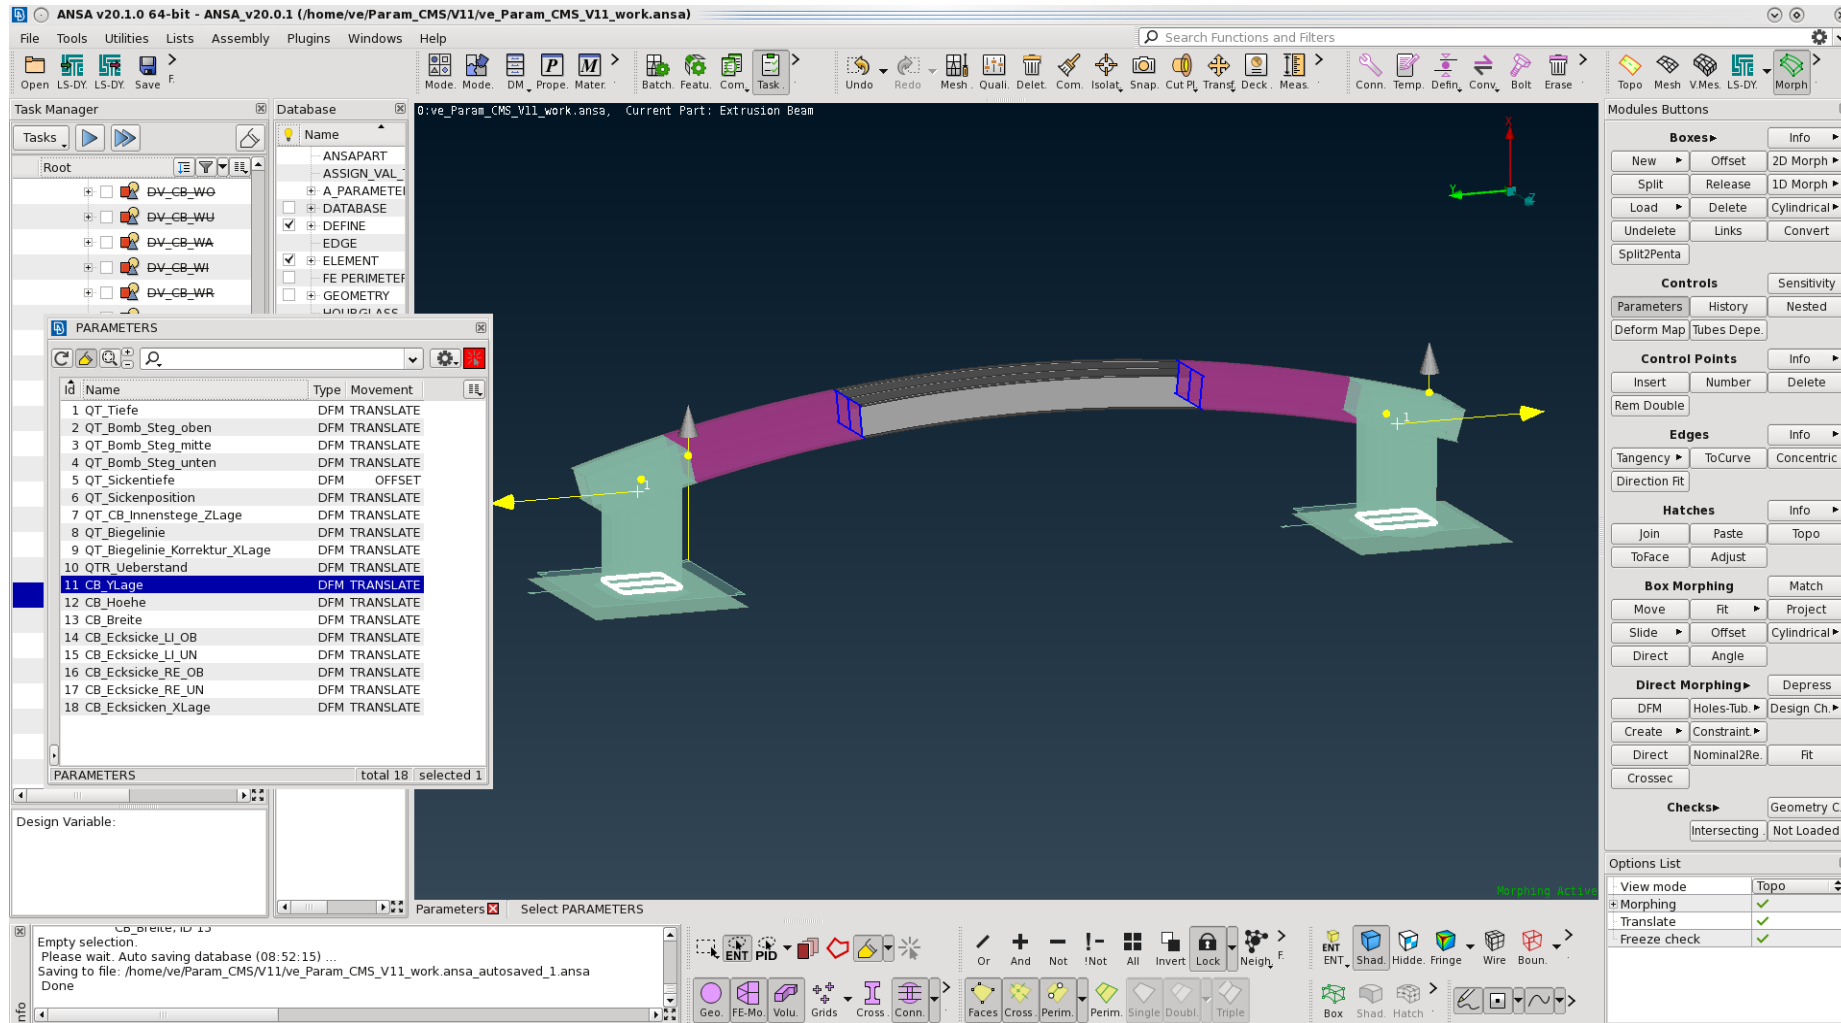 ANSA v20.1.0 64-bit - ANSA_v20.0.1 (/home/ve/Param_CMS/V11/ve_Param_CMS_V11_work.ansa)
File Tools Utilities Lists Assembly Plugins Windows Help
Search Functions and Filters
Open LS-DY. LS-DY. Save F. Mode. Mode. DM Prope. Mater. Batch. Featu. Com. Task. Undo Redo Mesh. Quali. Delet. Com. Isolat. Snap. Cut Pl. Transf. Deck. Meas. Conn. Temp. Defin. Conv. Bolt Erase Topo Mesh V.Mes. LS-DY. Morph
Task Manager
Tasks
Root
DV_CB_WO
DV_CB_WU
DV_CB_WA
DV_CB_WI
DV_CB_WR
Database
Name
ANSAPART
ASSIGN_VAL_
A_PARAMETE
DATABASE
DEFINE
EDGE
ELEMENT
FE PERIMETER
GEOMETRY
HOURGLASS
0:ve_Param_CMS_V11_work.ansa, Current Part: Extrusion Beam
X
Y
Z
1
1
Morphing Active
PARAMETERS
Id Name Type Movement
1 QT_Tiefe DFM TRANSLATE
2 QT_Bomb_Steg_oben DFM TRANSLATE
3 QT_Bomb_Steg_mitte DFM TRANSLATE
4 QT_Bomb_Steg_unten DFM TRANSLATE
5 QT_Sickentiefe DFM OFFSET
6 QT_Sickenposition DFM TRANSLATE
7 QT_CB_Innenstege_ZLage DFM TRANSLATE
8 QT_Biegelinie DFM TRANSLATE
9 QT_Biegelinie_Korrektur_XLage DFM TRANSLATE
10 QTR_Ueberstand DFM TRANSLATE
11 CB_YLage DFM TRANSLATE
12 CB_Hoehe DFM TRANSLATE
13 CB_Breite DFM TRANSLATE
14 CB_Ecksicke_LI_OB DFM TRANSLATE
15 CB_Ecksicke_LI_UN DFM TRANSLATE
16 CB_Ecksicke_RE_OB DFM TRANSLATE
17 CB_Ecksicke_RE_UN DFM TRANSLATE
18 CB_Ecksicken_XLage DFM TRANSLATE
PARAMETERS total 18 selected 1
Design Variable:
Parameters Select PARAMETERS
Modules Buttons
Boxes Info
New Offset 2D Morph
Split Release 1D Morph
Load Delete Cylindrical
Undelete Links Convert
Split2Penta
Controls Sensitivity
Parameters History Nested
Deform Map Tubes Depe.
Control Points Info
Insert Number Delete
Rem Double
Edges Info
Tangency ToCurve Concentric
Direction Fit
Hatches Info
Join Paste Topo
ToFace Adjust
Box Morphing Match
Move Fit Project
Slide Offset Cylindrical
Direct Angle
Direct Morphing Depress
DFM Holes-Tub. Design Ch.
Create Constraint.
Direct Nominal2Re. Fit
Crossec
Checks Geometry C.
Intersecting . Not Loaded
Options List
View mode Topo
Morphing
Translate
Freeze check
CB_Breite, ID 13
Empty selection.
Please wait. Auto saving database (08:52:15) ...
Saving to file: /home/ve/Param_CMS/V11/ve_Param_CMS_V11_work.ansa_autosaved_1.ansa
Done
nfo
ENT PID Or And Not !Not All Invert Lock Neigh. F. ENT Shad. Hidde. Fringe Wire Boun.
Geo. FE-Mo. Volu. Grids Cross. Conn. Faces Cross. Perim. Perim. Single Doubl. Triple Box Shad. Hatch